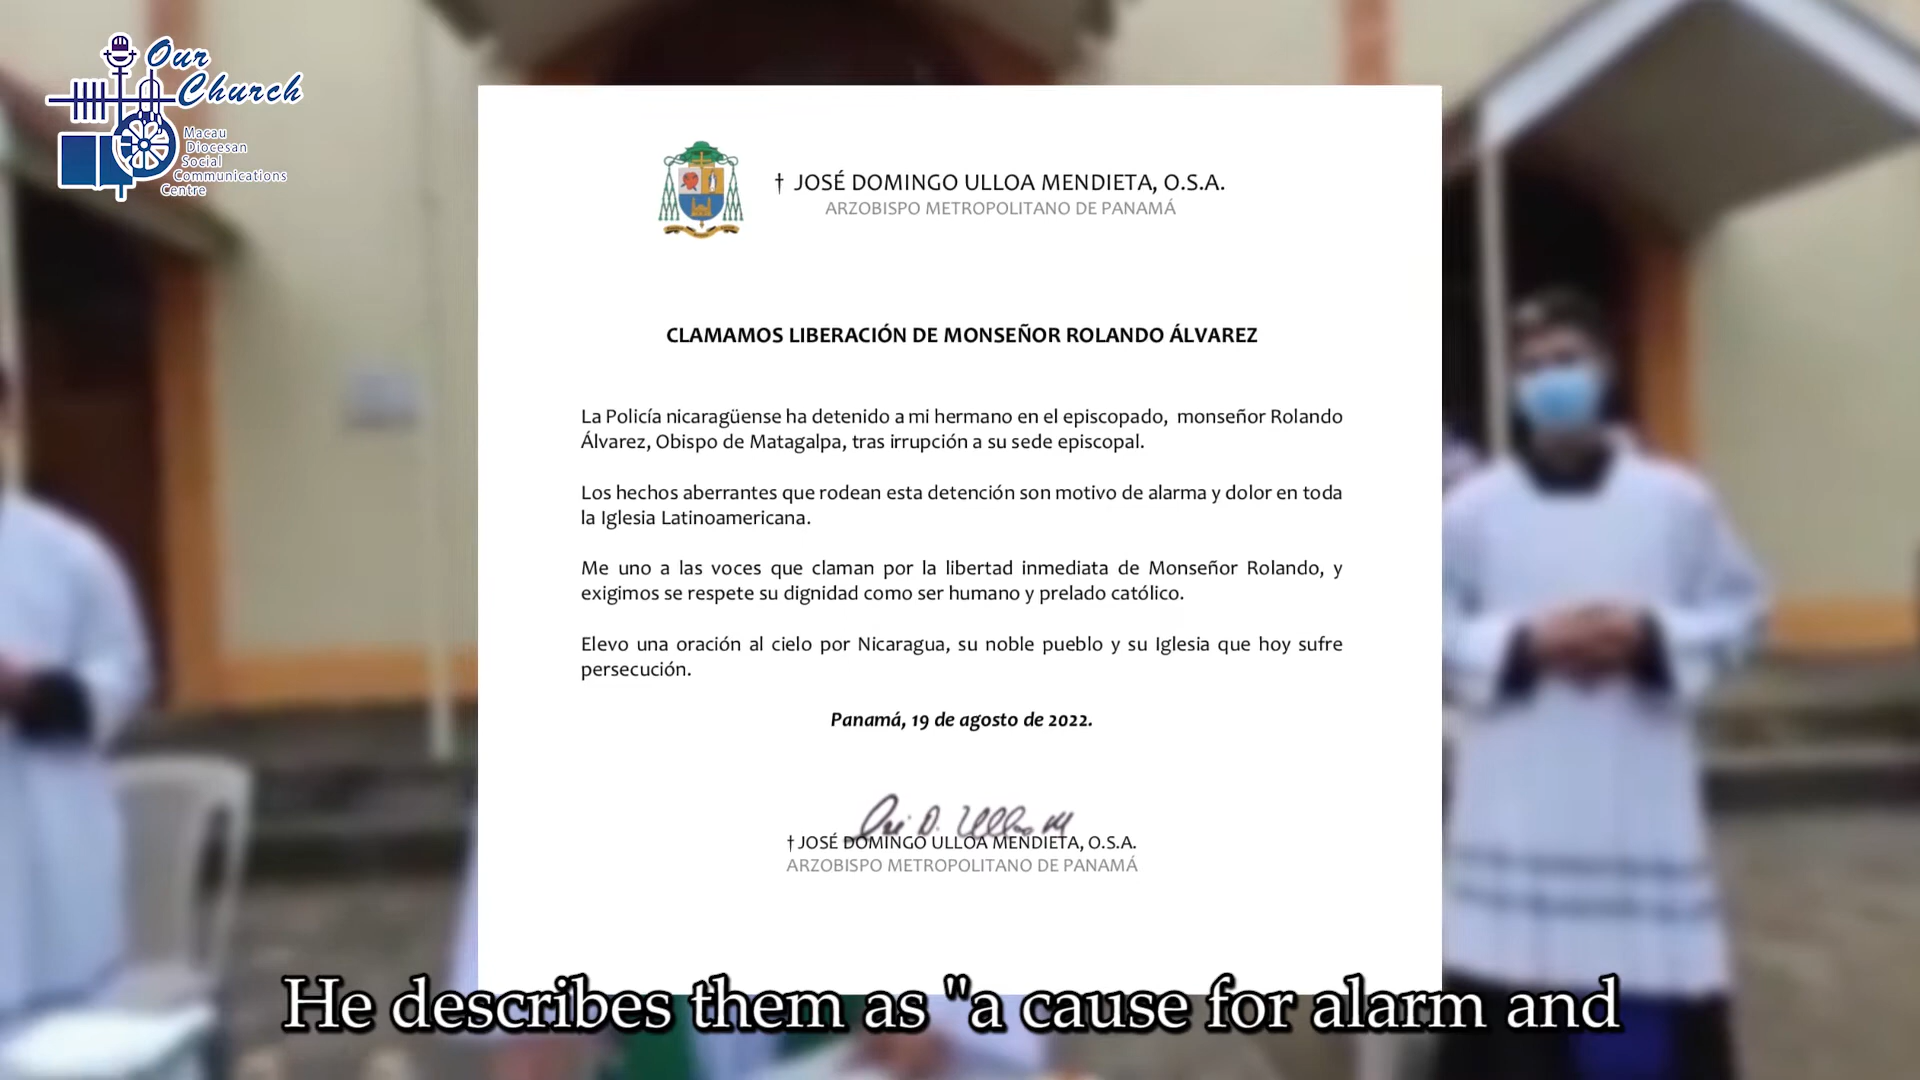 Our
Church
Macau
Diocesan
Social
Communications
Centre
† JOSÉ DOMINGO ULLOA MENDIETA, O.S.A.
ARZOBISPO METROPOLITANO DE PANAMÁ
CLAMAMOS LIBERACIÓN DE MONSEÑOR ROLANDO ÁLVAREZ
La Policía nicaragüense ha detenido a mi hermano en el episcopado, monseñor Rolando
Álvarez, Obispo de Matagalpa, tras irrupción a su sede episcopal.
Los hechos aberrantes que rodean esta detención son motivo de alarma y dolor en toda
la Iglesia Latinoamericana.
Me uno a las voces que claman por la libertad inmediata de Monseñor Rolando, y
exigimos se respete su dignidad como ser humano y prelado católico.
Elevo una oración al cielo por Nicaragua, su noble pueblo y su Iglesia que hoy sufre
persecución.
Panamá, 19 de agosto de 2022.
José D. Ulloa M
† JOSÉ DOMINGO ULLOA MENDIETA, O.S.A.
ARZOBISPO METROPOLITANO DE PANAMÁ
He describes them as "a cause for alarm and